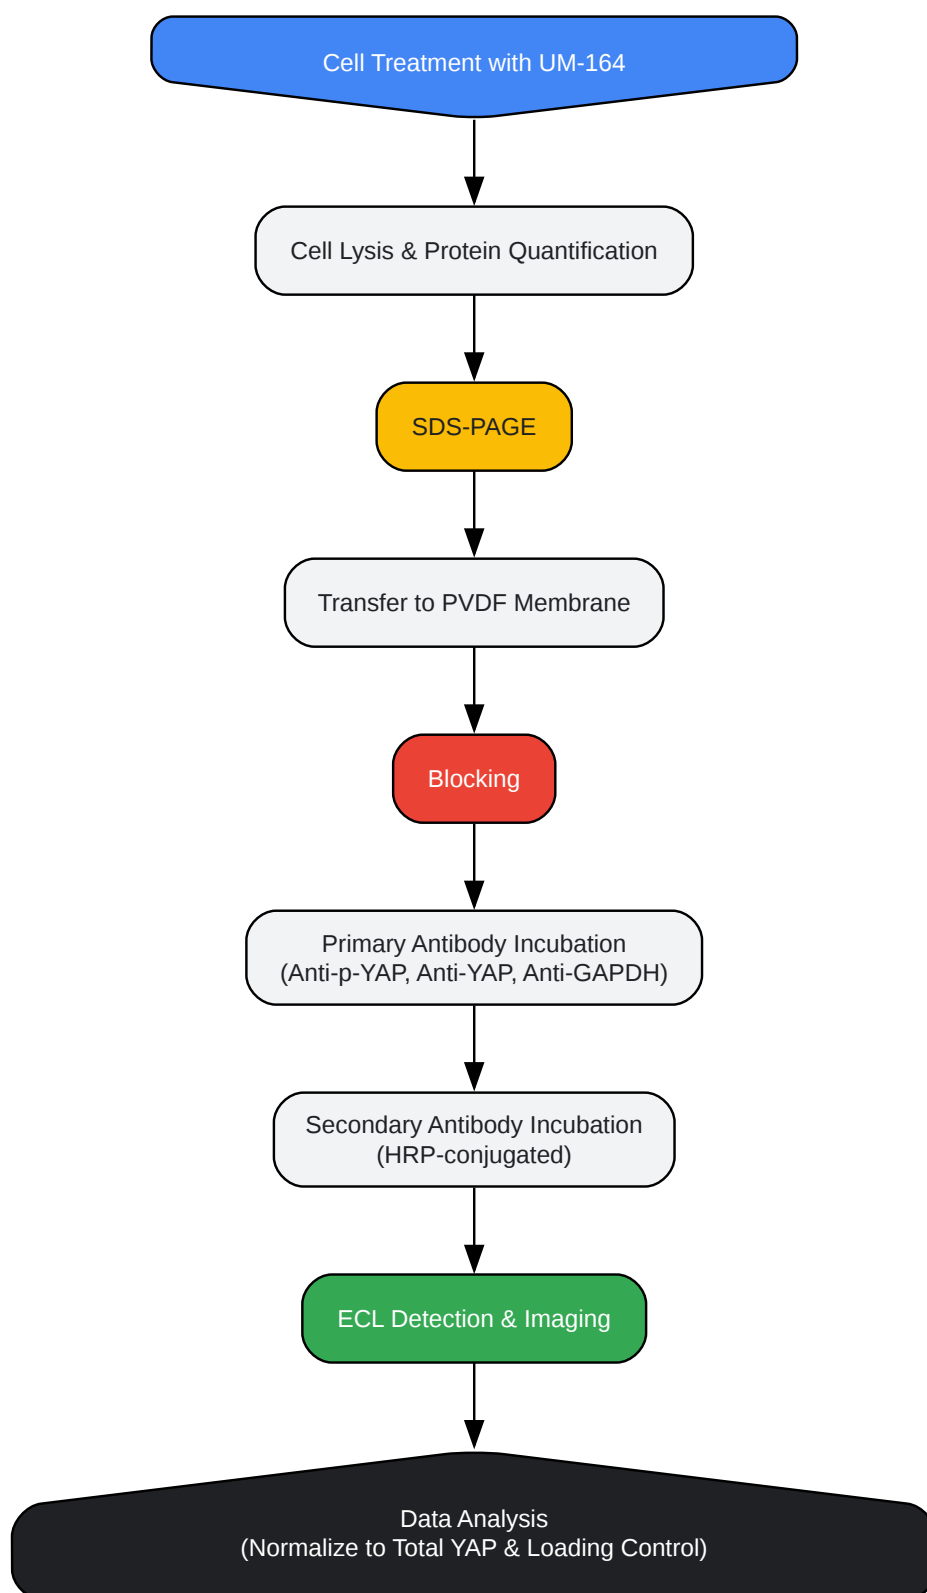 Cell Treatment with UM-164
Cell Lysis & Protein Quantification
SDS-PAGE
Transfer to PVDF Membrane
Blocking
Primary Antibody Incubation
(Anti-p-YAP, Anti-YAP, Anti-GAPDH)
Secondary Antibody Incubation
(HRP-conjugated)
ECL Detection & Imaging
Data Analysis
(Normalize to Total YAP & Loading Control)